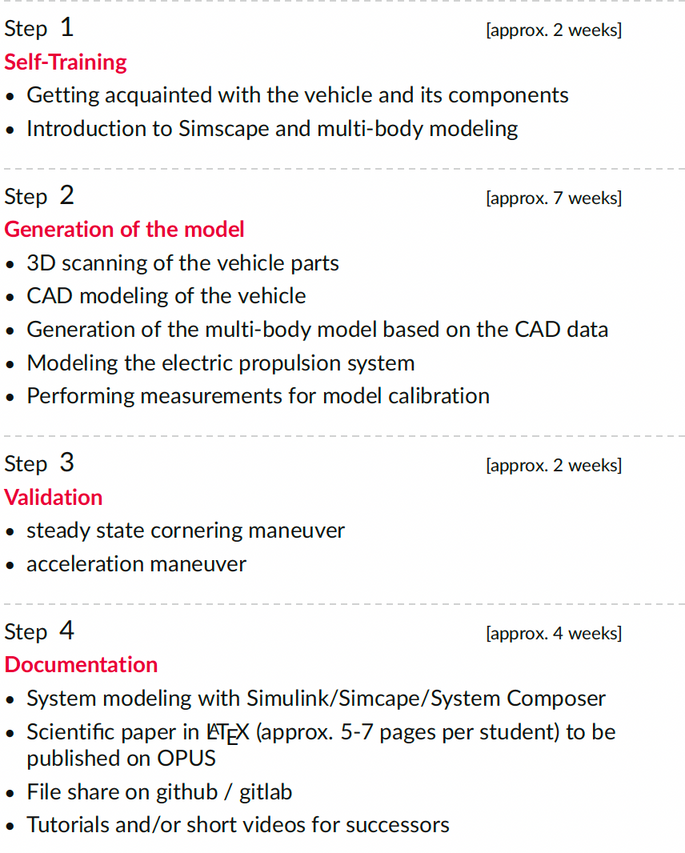 Step 1 [approx. 2 weeks]
Self-Training
• Getting acquainted with the vehicle and its components
• Introduction to Simscape and multi-body modeling
Step 2 [approx. 7 weeks]
Generation of the model
• 3D scanning of the vehicle parts
• CAD modeling of the vehicle
• Generation of the multi-body model based on the CAD data
• Modeling the electric propulsion system
• Performing measurements for model calibration
Step 3 [approx. 2 weeks]
Validation
• steady state cornering maneuver
• acceleration maneuver
Step 4 [approx. 4 weeks]
Documentation
• System modeling with Simulink/Simcape/System Composer
• Scientific paper in LATEX (approx. 5-7 pages per student) to be
published on OPUS
• File share on github / gitlab
• Tutorials and/or short videos for successors